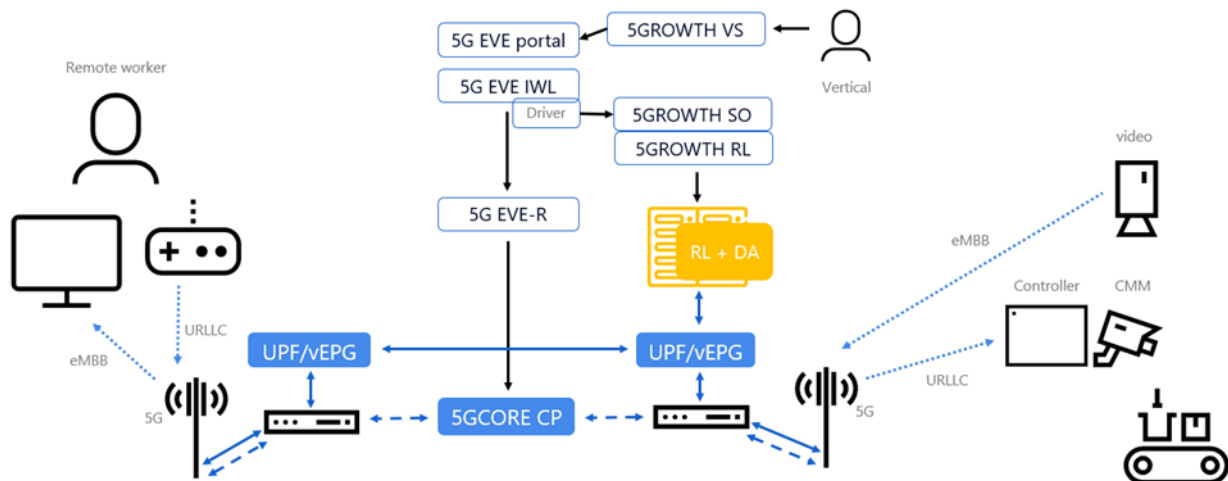 5G EVE portal
5GROWTH VS
Remote worker
Vertical
5G EVE IWL
Driver
5GROWTH SO
5GROWTH RL
video
5G EVE-R
RL + DA
eMBB
Controller
CMM
URLLC
eMBB
UPF/vEPG
UPF/vEPG
URLLC
5G
5GCORE CP
5G